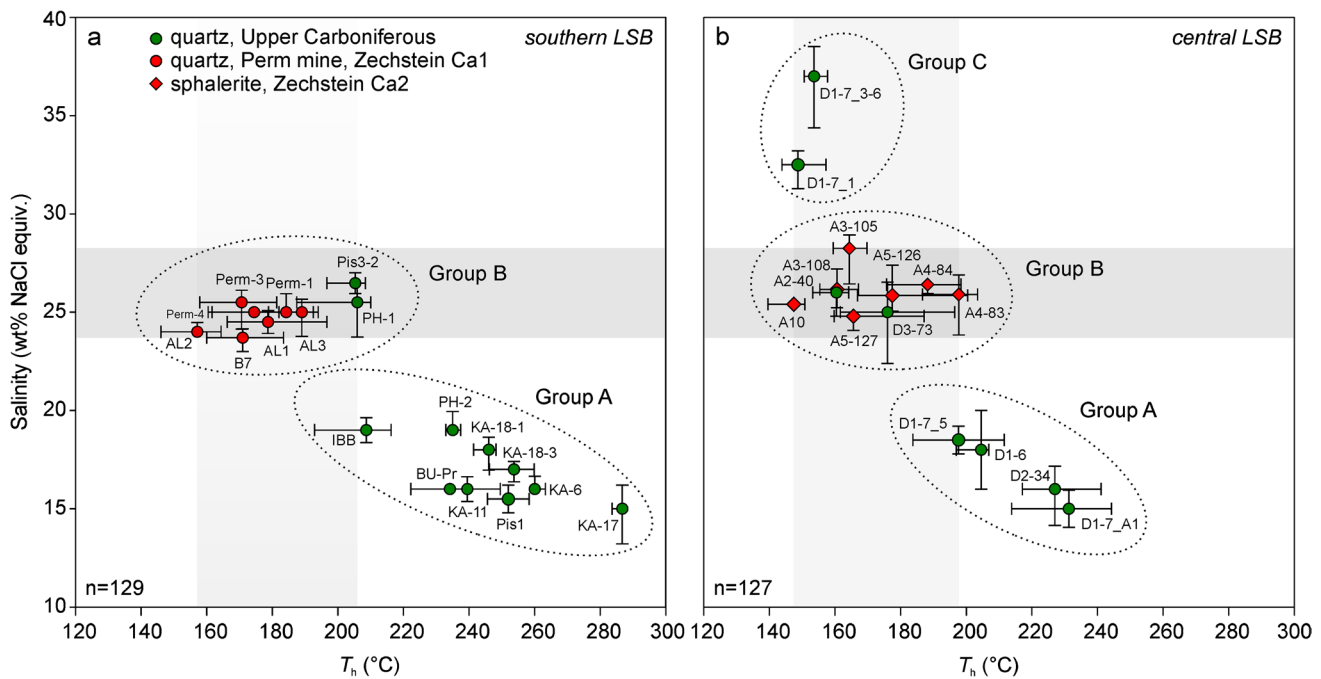 a
quartz, Upper Carboniferous
quartz, Perm mine, Zechstein Ca1
sphalerite, Zechstein Ca2
southern LSB
Salinity (wt% NaCl equiv.)
40
35
30
25
20
15
10
Group B
Pis3-2
Perm-3
Perm-1
Perm-4
PH-1
AL2
AL1
AL3
B7
Group A
PH-2
IBB
KA-18-1
KA-18-3
BU-Pr
KA-6
KA-11
Pis1
KA-17
n=129
120
140
160
180
200
220
240
260
280
300
Th (°C)
b
central LSB
Group C
D1-7_3-6
D1-7_1
A3-105
Group B
A3-108
A5-126
A2-40
A4-84
A10
A4-83
A5-127
D3-73
Group A
D1-7_5
D1-6
D2-34
D1-7_A1
n=127
120
140
160
180
200
220
240
260
280
300
Th (°C)